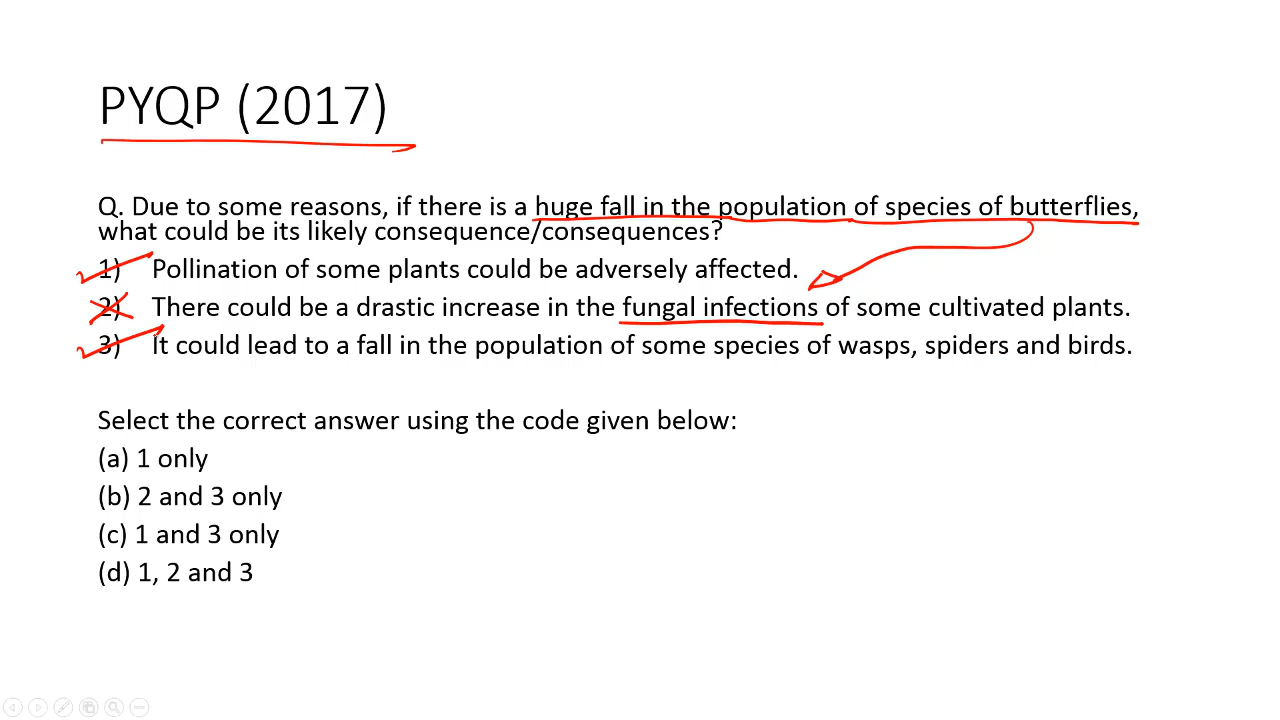 PYQP (2017)
Q. Due to some reasons, if there is a huge fall in the population of species of butterflies,
what could be its likely consequence/consequences?
1) Pollination of some plants could be adversely affected.
2) There could be a drastic increase in the fungal infections of some cultivated plants.
3) It could lead to a fall in the population of some species of wasps, spiders and birds.
Select the correct answer using the code given below:
(a) 1 only
(b) 2 and 3 only
(c) 1 and 3 only
(d) 1, 2 and 3